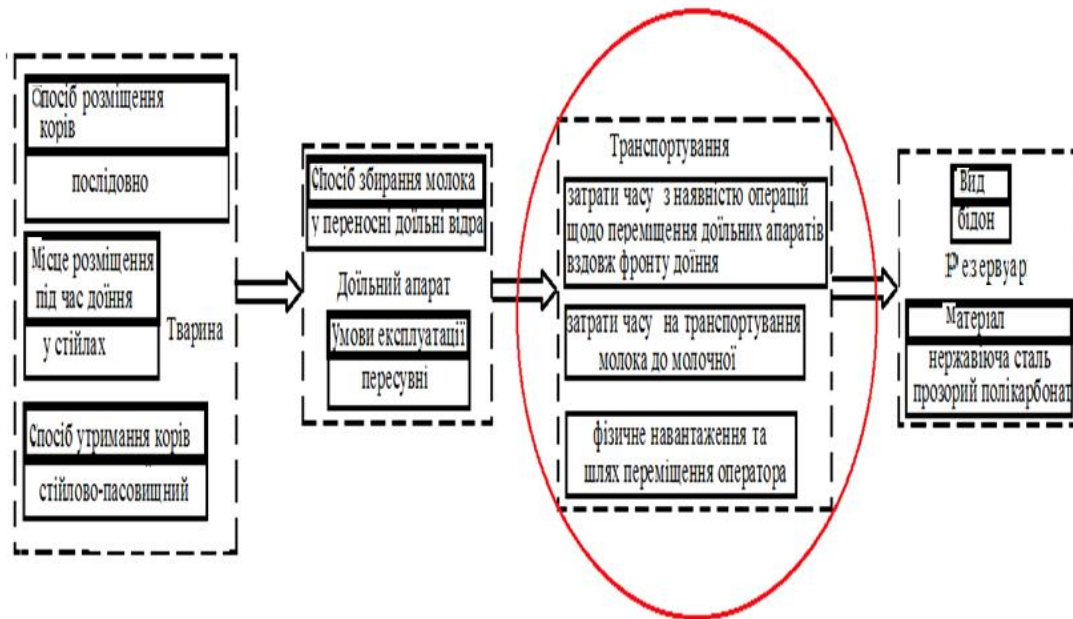 Спосіб розміщення
корів
послідовно
Місце розміщення
під час доїння
у стійлах
Тварина
Спосіб утримання корів
стійлово-пасовищний
Спосіб збирання молока
у переносні доїльні відра
Доїльний апарат
Умови експлуатації
пересувні
Транспортування
затрати часу з наявністю операцій
щодо переміщення доїльних апаратів
вздовж фронту доїння
затрати часу на транспортування
молока до молочної
фізичне навантаження та
шлях переміщення оператора
Вид
бідон
Резервуар
Матеріал
нержавіюча сталь
прозорий полікарбонат